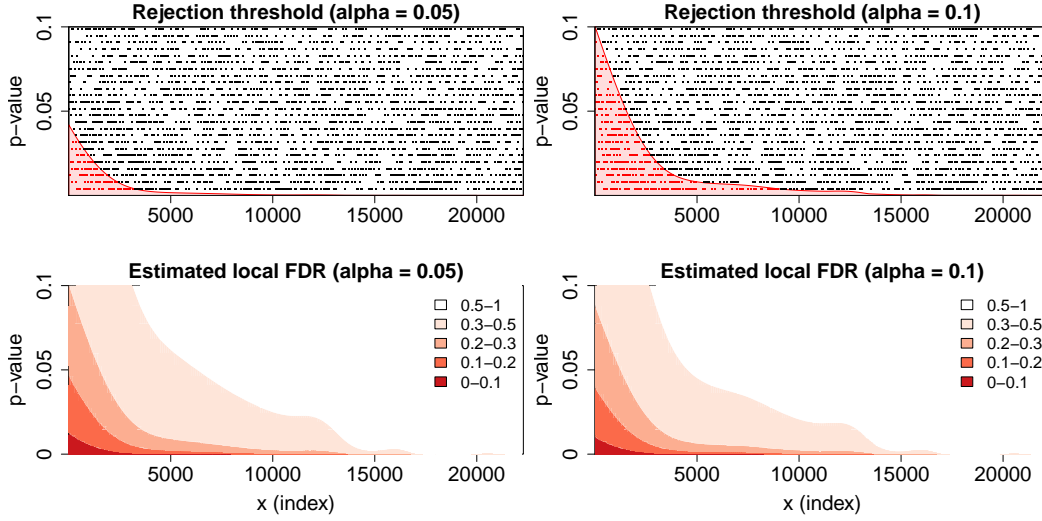 Rejection threshold (alpha = 0.05)
p−value
0.05
0.1
5000 10000 15000 20000
Rejection threshold (alpha = 0.1)
p−value
0.05
0.1
5000 10000 15000 20000
Estimated local FDR (alpha = 0.05)
p−value
0
0.05
0.1
0.5−1
0.3−0.5
0.2−0.3
0.1−0.2
0−0.1
5000 10000 15000 20000
x (index)
Estimated local FDR (alpha = 0.1)
p−value
0
0.05
0.1
0.5−1
0.3−0.5
0.2−0.3
0.1−0.2
0−0.1
5000 10000 15000 20000
x (index)